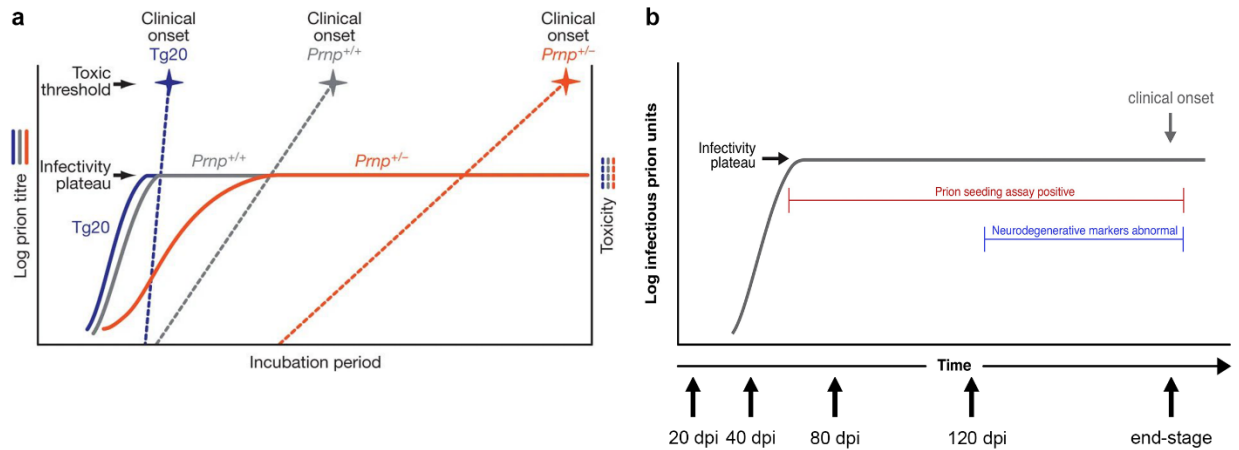 a
Clinical
onset
Tg20
Clinical
onset
Prnp+/+
Clinical
onset
Prnp+/–
Toxic
threshold
Infectivity
plateau
Prnp+/+
Prnp+/–
Tg20
Log prion titre
Toxicity
Incubation period
b
clinical onset
Infectivity
plateau
Prion seeding assay positive
Neurodegenerative markers abnormal
Log infectious prion units
Time
20 dpi
40 dpi
80 dpi
120 dpi
end-stage